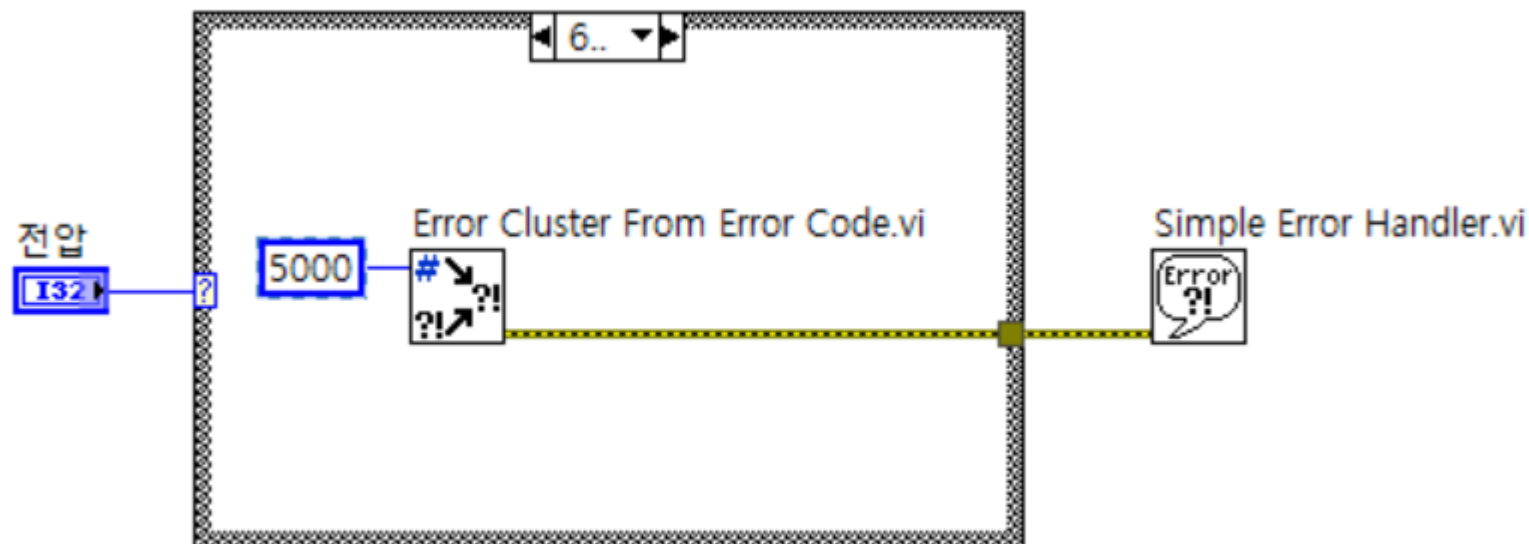 6..
전압
I32
?
5000
Error Cluster From Error Code.vi
#
?!
?!
Simple Error Handler.vi
Error
?!